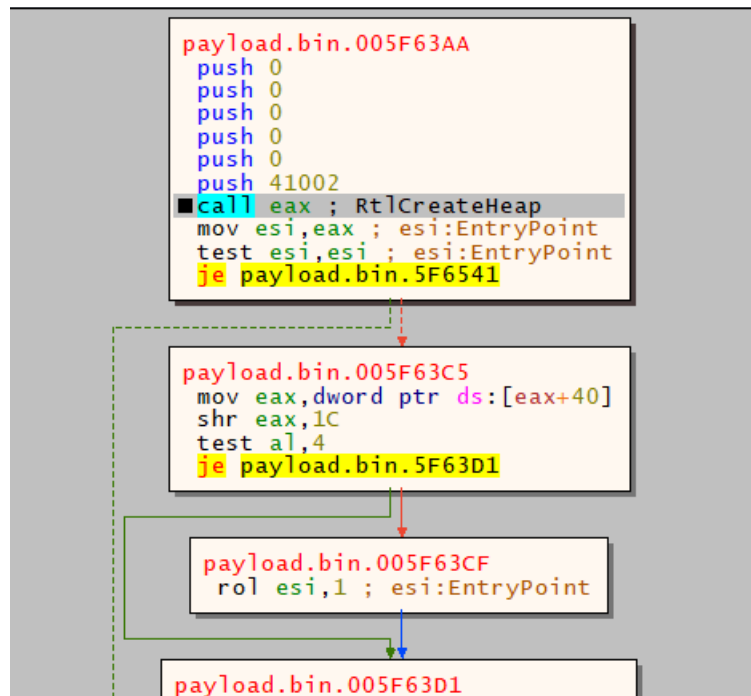 payload.bin.005F63AA
push 0
push 0
push 0
push 0
push 0
push 41002
call eax ; RtlCreateHeap
mov esi,eax ; esi:EntryPoint
test esi,esi ; esi:EntryPoint
je payload.bin.5F6541
payload.bin.005F63C5
mov eax,dword ptr ds:[eax+40]
shr eax,1C
test al,4
je payload.bin.5F63D1
payload.bin.005F63CF
rol esi,1 ; esi:EntryPoint
payload.bin.005F63D1